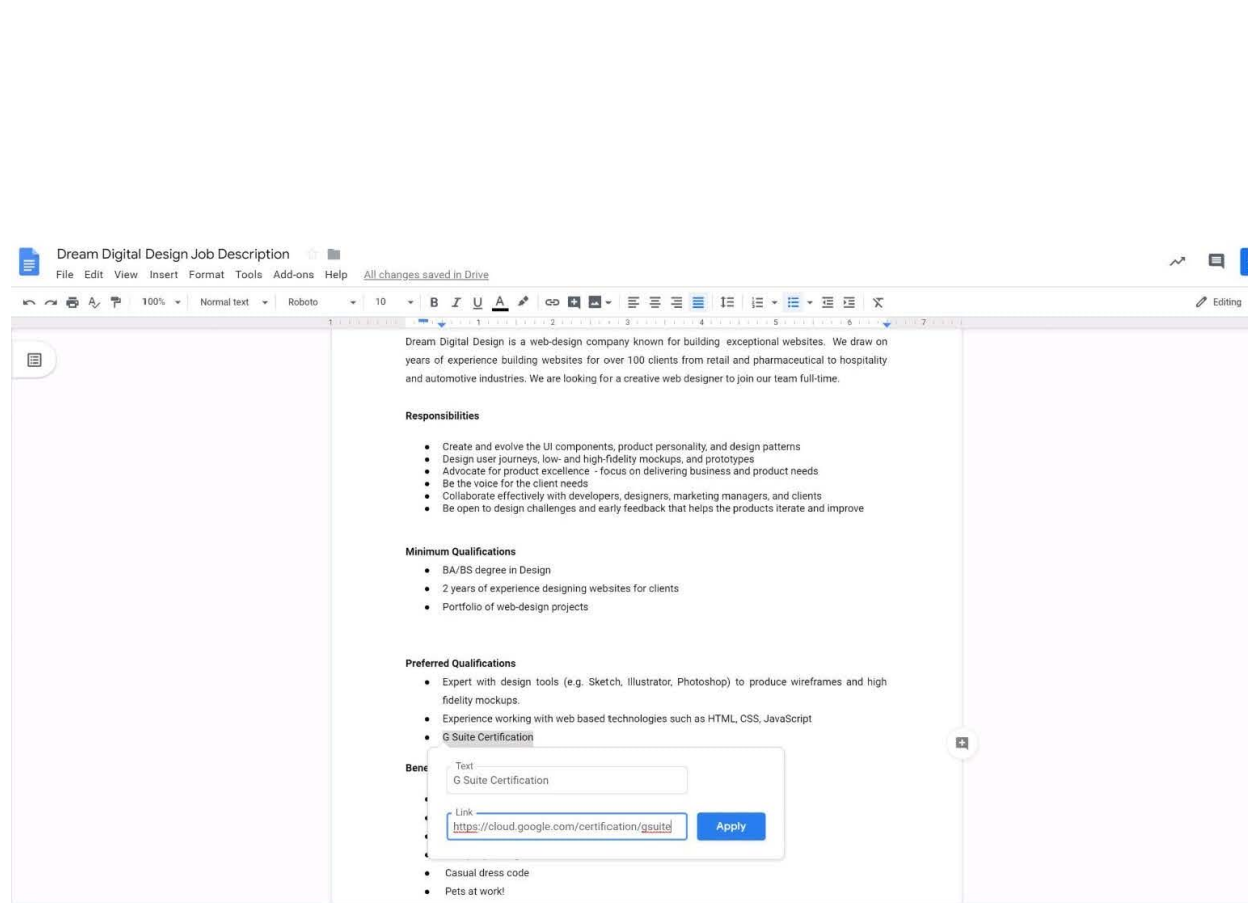 Dream Digital Design Job Description
File Edit View Insert Format Tools Add-ons Help All changes saved in Drive
100% Normal text Roboto 10 B I U A Editing
1 1 2 3 4 5 6 7
Dream Digital Design is a web-design company known for building exceptional websites. We draw on
years of experience building websites for over 100 clients from retail and pharmaceutical to hospitality
and automotive industries. We are looking for a creative web designer to join our team full-time.
Responsibilities
● Create and evolve the UI components, product personality, and design patterns
● Design user journeys, low- and high-fidelity mockups, and prototypes
● Advocate for product excellence - focus on delivering business and product needs
● Be the voice for the client needs
● Collaborate effectively with developers, designers, marketing managers, and clients
● Be open to design challenges and early feedback that helps the products iterate and improve
Minimum Qualifications
● BA/BS degree in Design
● 2 years of experience designing websites for clients
● Portfolio of web-design projects
Preferred Qualifications
● Expert with design tools (e.g. Sketch, Illustrator, Photoshop) to produce wireframes and high
fidelity mockups.
● Experience working with web based technologies such as HTML, CSS, JavaScript
● G Suite Certification
Bene
Text
G Suite Certification
Link
https://cloud.google.com/certification/gsuite Apply
● Casual dress code
● Pets at work!